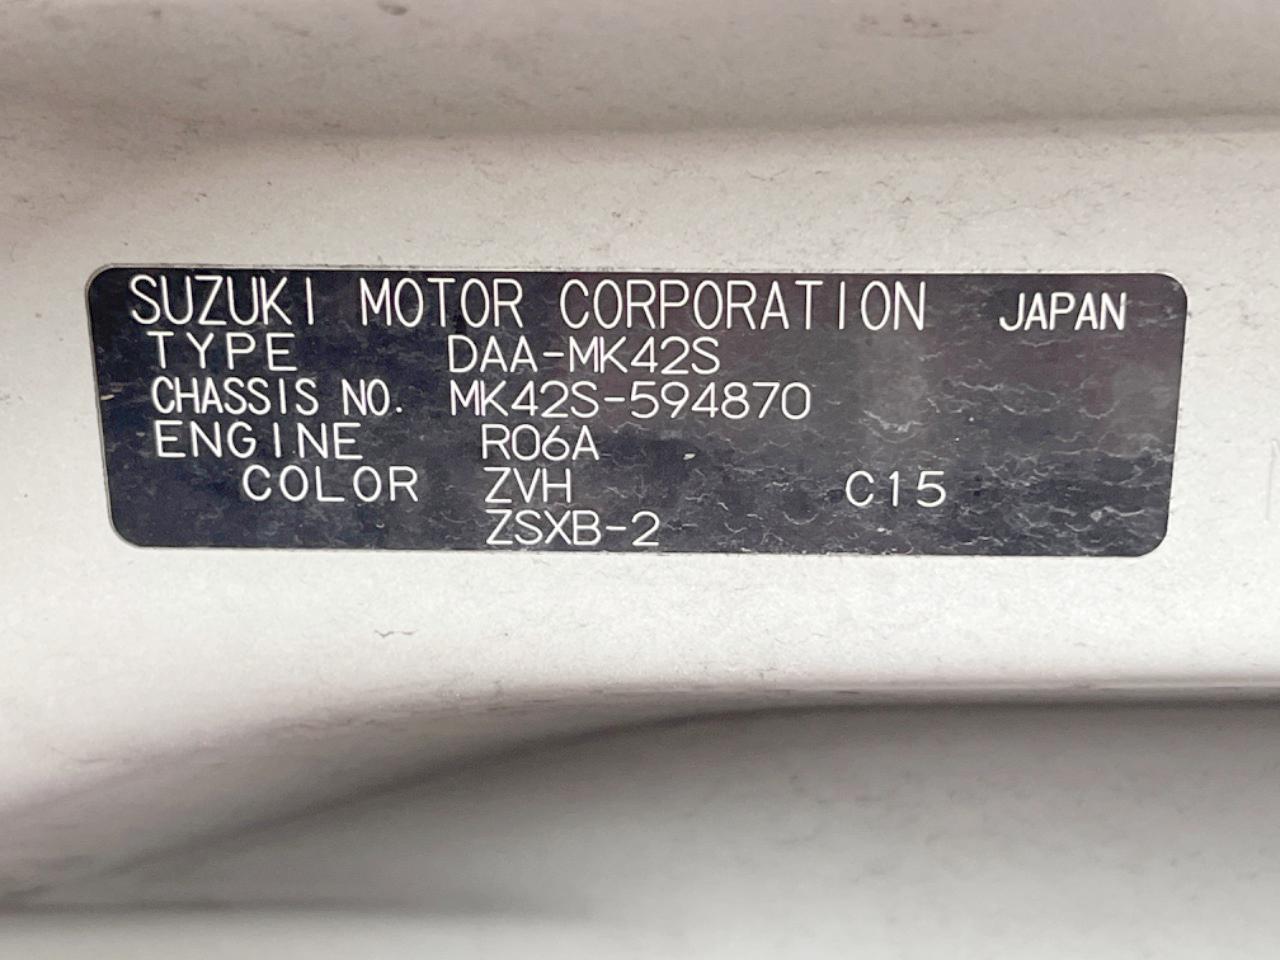 SUZUKI MOTOR CORPORATION JAPAN
TYPE DAA-MK42S
CHASSIS NO. MK42S-594870
ENGINE R06A
COLOR ZVH C15
ZSXB-2